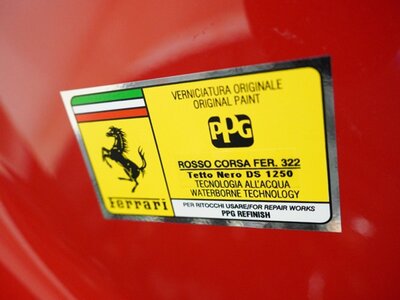 VERNICIATURA ORIGINALE
ORIGINAL PAINT
PPG
ROSSO CORSA FER. 322
Tetto Nero DS 1250
TECNOLOGIA ALL'ACQUA
WATERBORNE TECHNOLOGY
Ferrari
PER RITOCCHI USARE/FOR REPAIR WORKS
PPG REFINISH